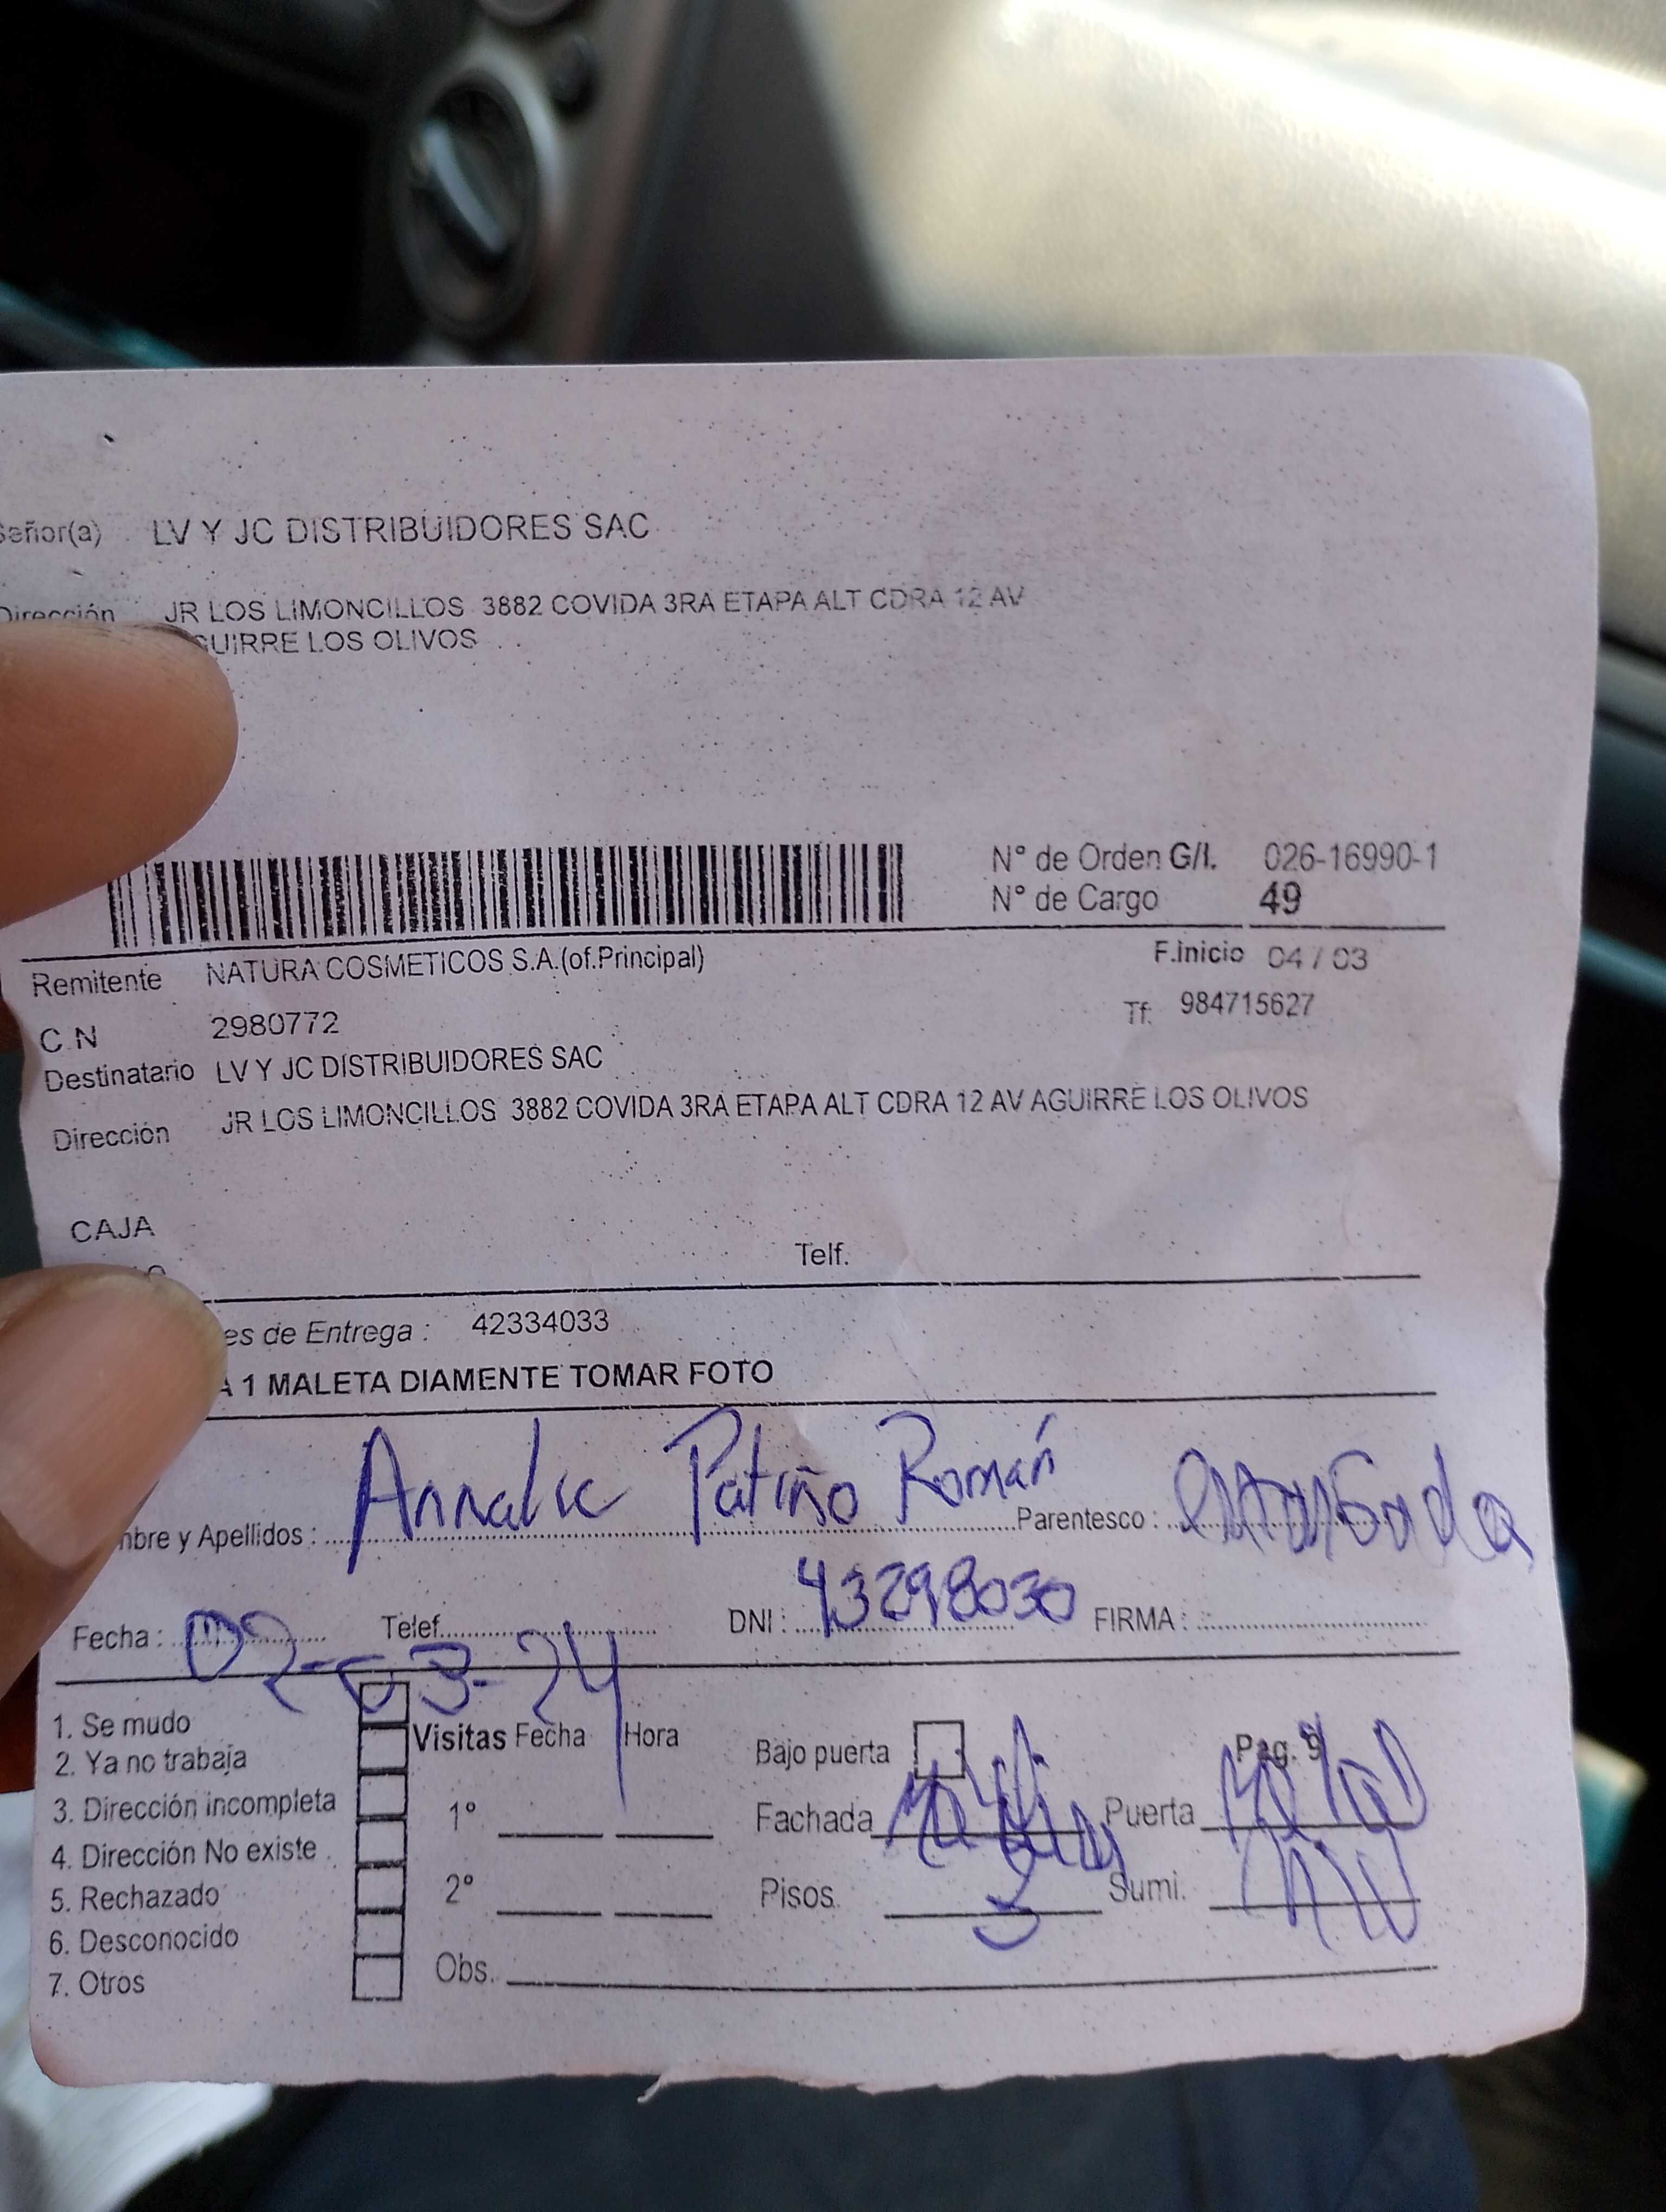 Señor(a) LV Y JC DISTRIBUIDORES SAC
Dirección JR LOS LIMONCILLOS 3882 COVIDA 3RA ETAPA ALT CDRA 12 AV
GUIRRE LOS OLIVOS
N° de Orden G/I. 026-16990-1
N° de Cargo 49
Remitente NATURA COSMETICOS S.A.(of.Principal) F.Inicio 04 / 03
C.N 2980772 Tf: 984715627
Destinatario LV Y JC DISTRIBUIDORES SAC
Dirección JR LOS LIMONCILLOS 3882 COVIDA 3RA ETAPA ALT CDRA 12 AV AGUIRRE LOS OLIVOS
CAJA
Telf.
es de Entrega : 42334033
A 1 MALETA DIAMENTE TOMAR FOTO
mbre y Apellidos : Annalic Patiño Román Parentesco :
Fecha : 02-03-24 Telef. DNI : 43298030 FIRMA :
1. Se mudo
2. Ya no trabaja
3. Dirección incompleta
4. Dirección No existe
5. Rechazado
6. Desconocido
7. Otros
Visitas Fecha Hora
1°
2°
Obs.
Bajo puerta Pag. 9
Fachada Puerta
Pisos 3 Sumi.